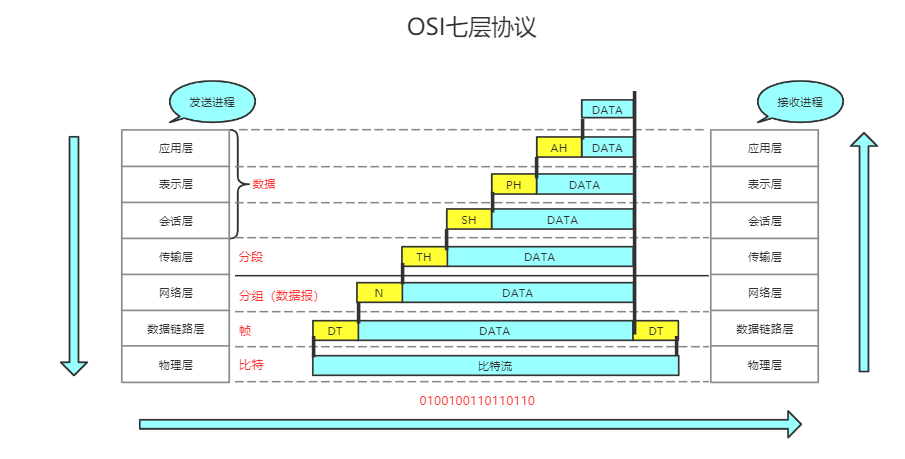 OSI七层协议
发送进程
接收进程
DATA
应用层
AH
DATA
应用层
表示层
数据
PH
DATA
表示层
会话层
SH
DATA
会话层
传输层
分段
TH
DATA
传输层
网络层
分组（数据报）
N
DATA
网络层
数据链路层
帧
DT
DATA
DT
数据链路层
物理层
比特
比特流
物理层
0100100110110110